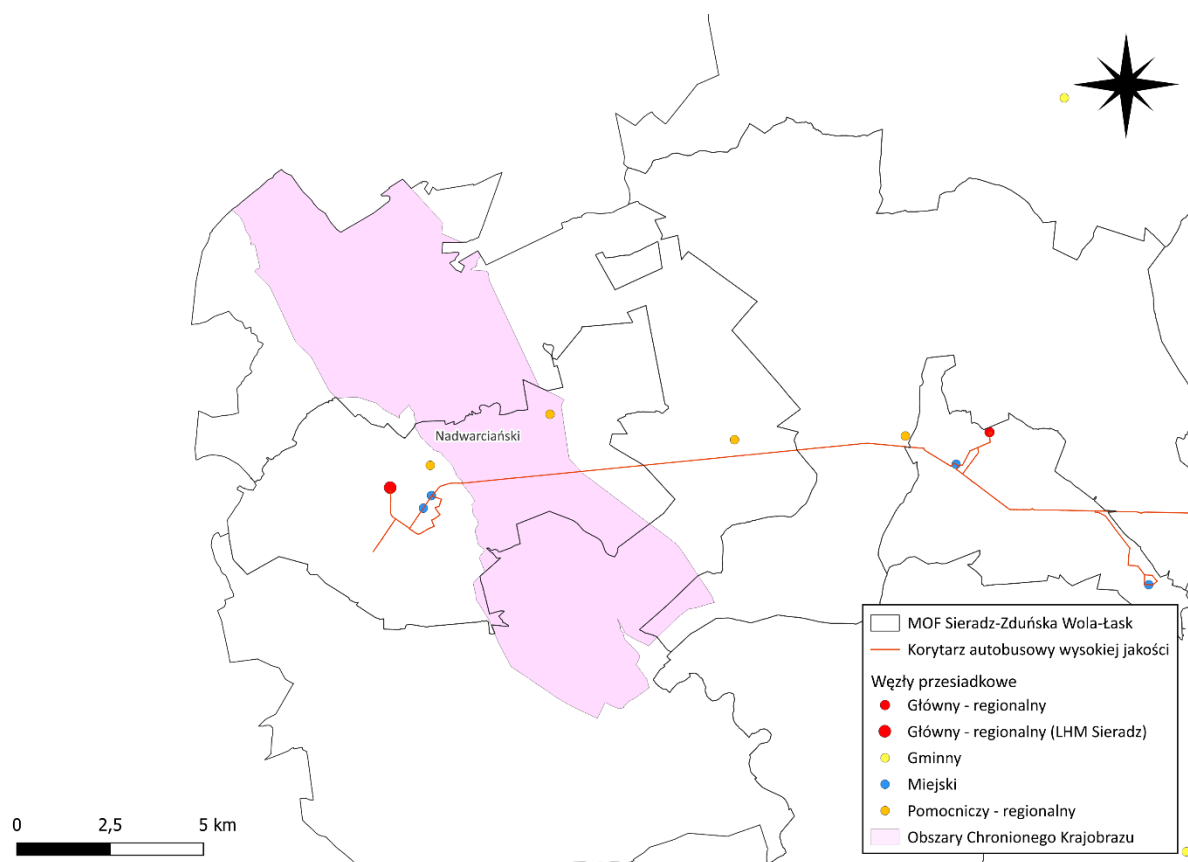 Nadwarciański
MOF Sieradz-Zduńska Wola-Łask
Korytarz autobusowy wysokiej jakości
Węzły przesiadkowe
Główny - regionalny
Główny - regionalny (LHM Sieradz)
Gminny
Miejski
Pomocniczy - regionalny
Obszary Chronionego Krajobrazu
0 2,5 5 km